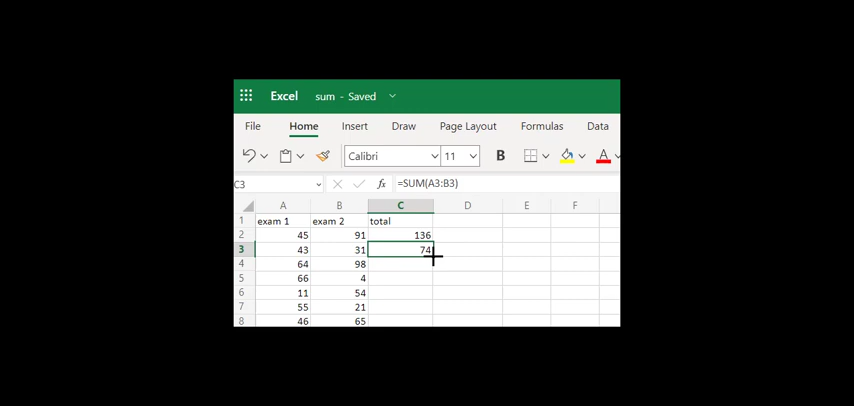 Excel sum - Saved
File Home Insert Draw Page Layout Formulas Data
Calibri 11 B A
C3 fx =SUM(A3:B3)
A B C D E F
1 exam 1 exam 2 total
2 45 91 136
3 43 31 74
4 64 98
5 66 4
6 11 54
7 55 21
8 46 65